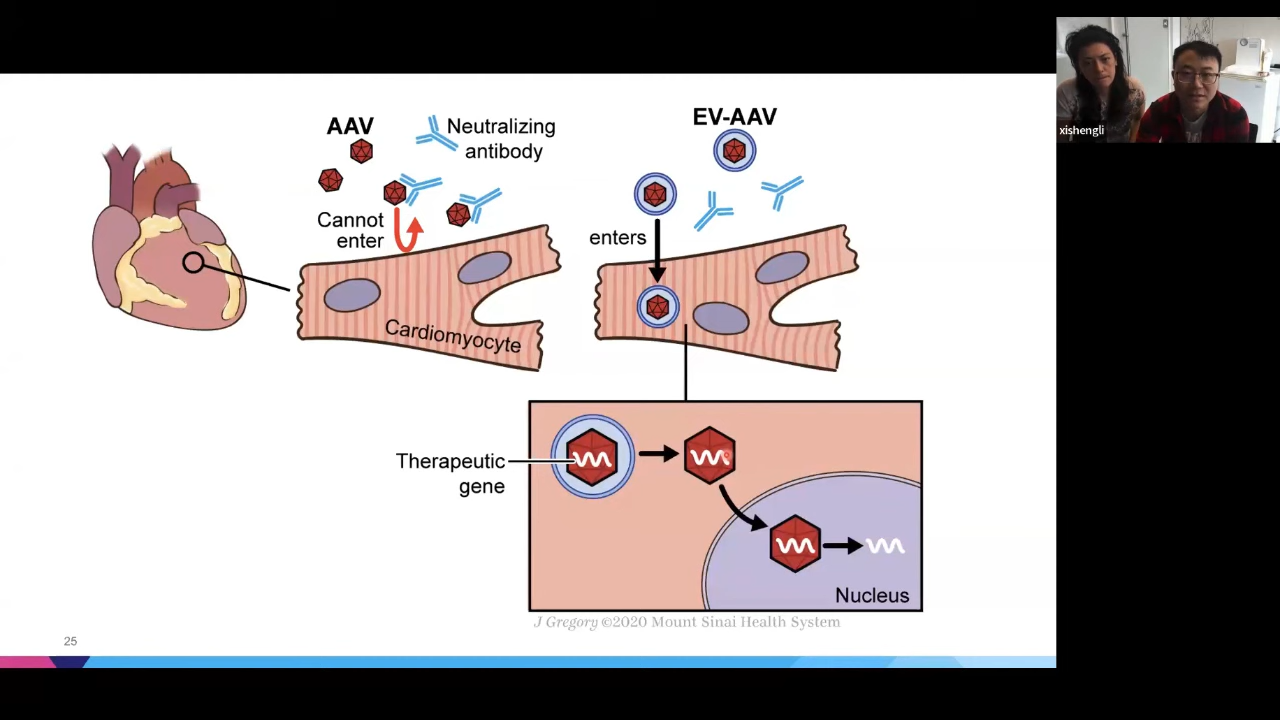 AAV
Neutralizing
antibody
Cannot
enter
Cardiomyocyte
EV-AAV
enters
Therapeutic
gene
Nucleus
J Gregory ©2020 Mount Sinai Health System
25
xishengli